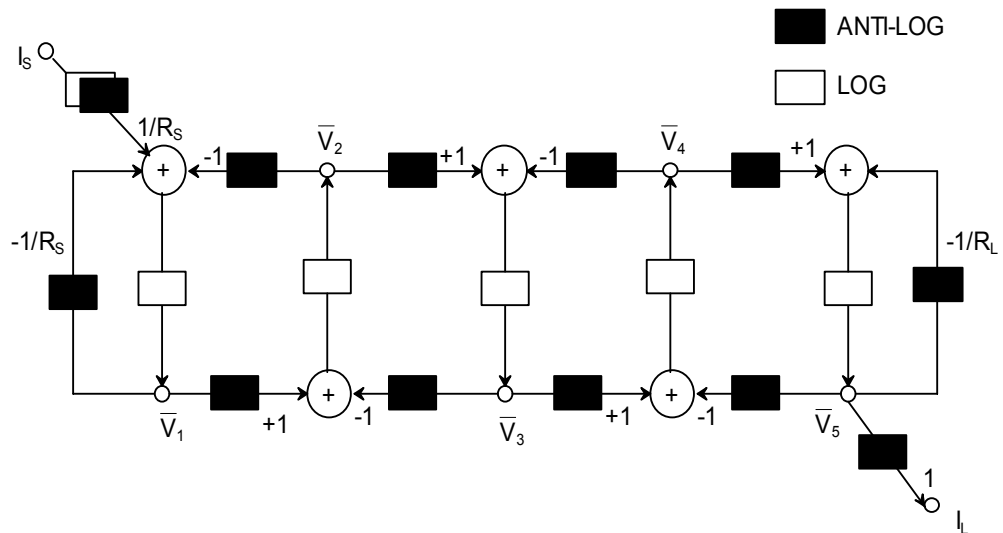 ANTI-LOG
I_S
LOG
1/R_S
-1
V̅_2
+1
-1
V̅_4
+1
+
+
+
-1/R_S
-1/R_L
+
+
V̅_1
+1
-1
V̅_3
+1
-1
V̅_5
1
I_L